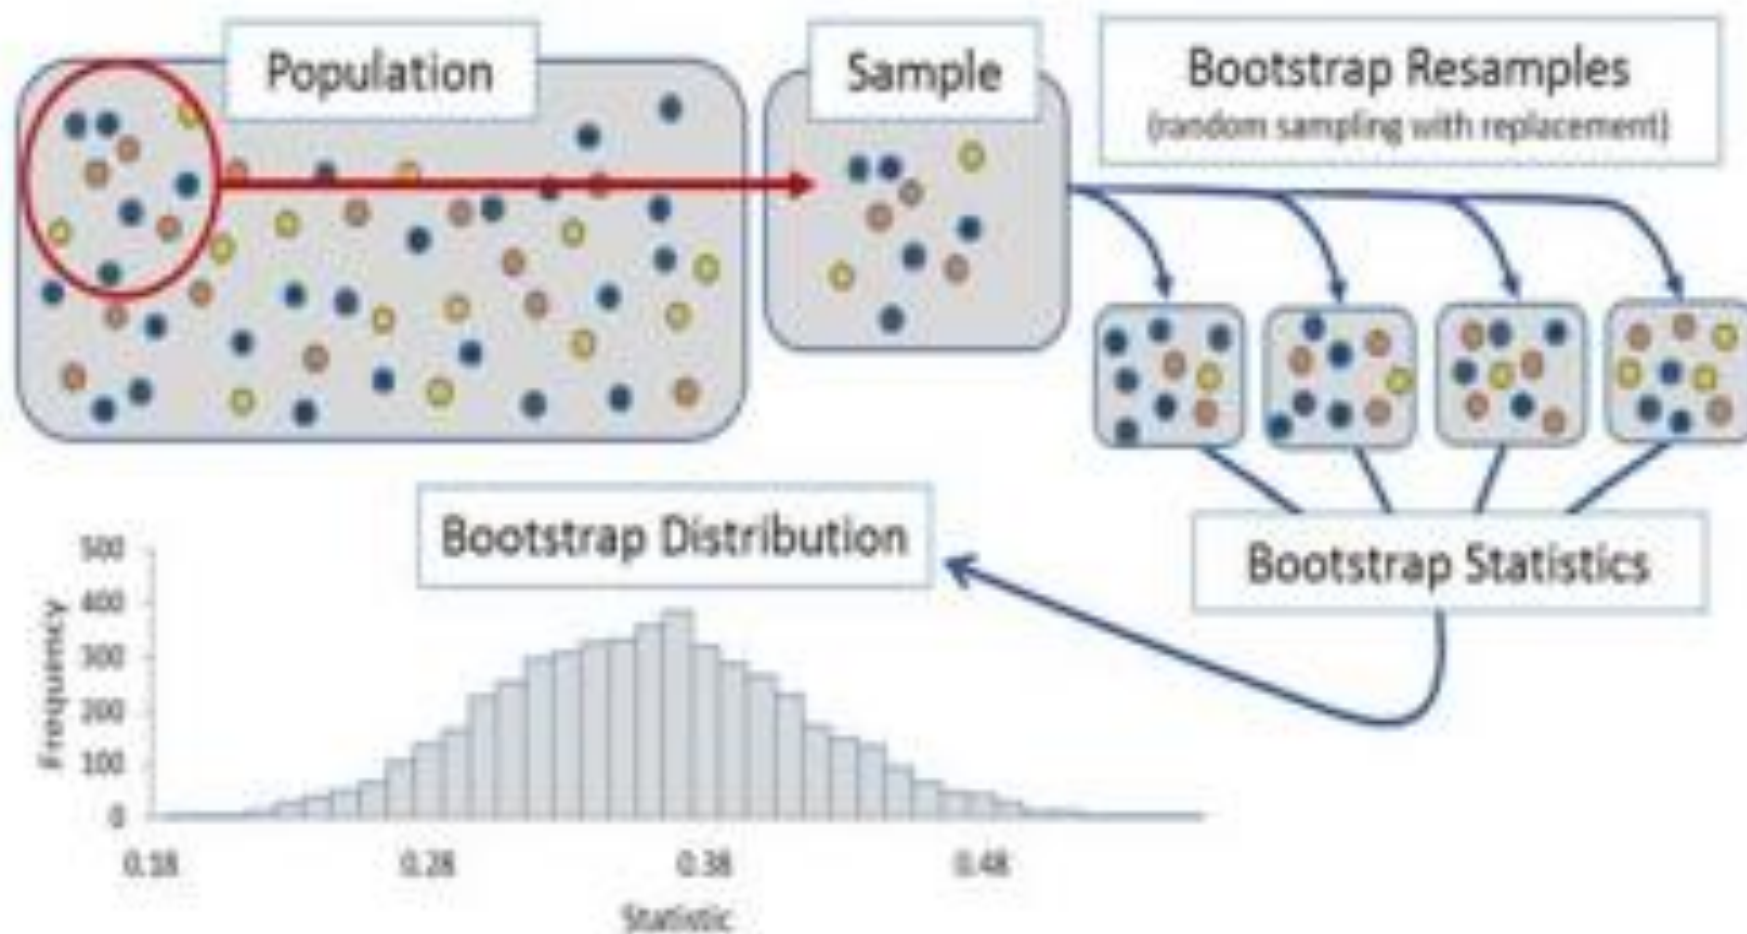 Population
Sample
Bootstrap Resamples
(random sampling with replacement)
Bootstrap Distribution
Bootstrap Statistics
Frequency
500
400
300
200
100
0
0.18
0.28
0.38
0.48
Statistic